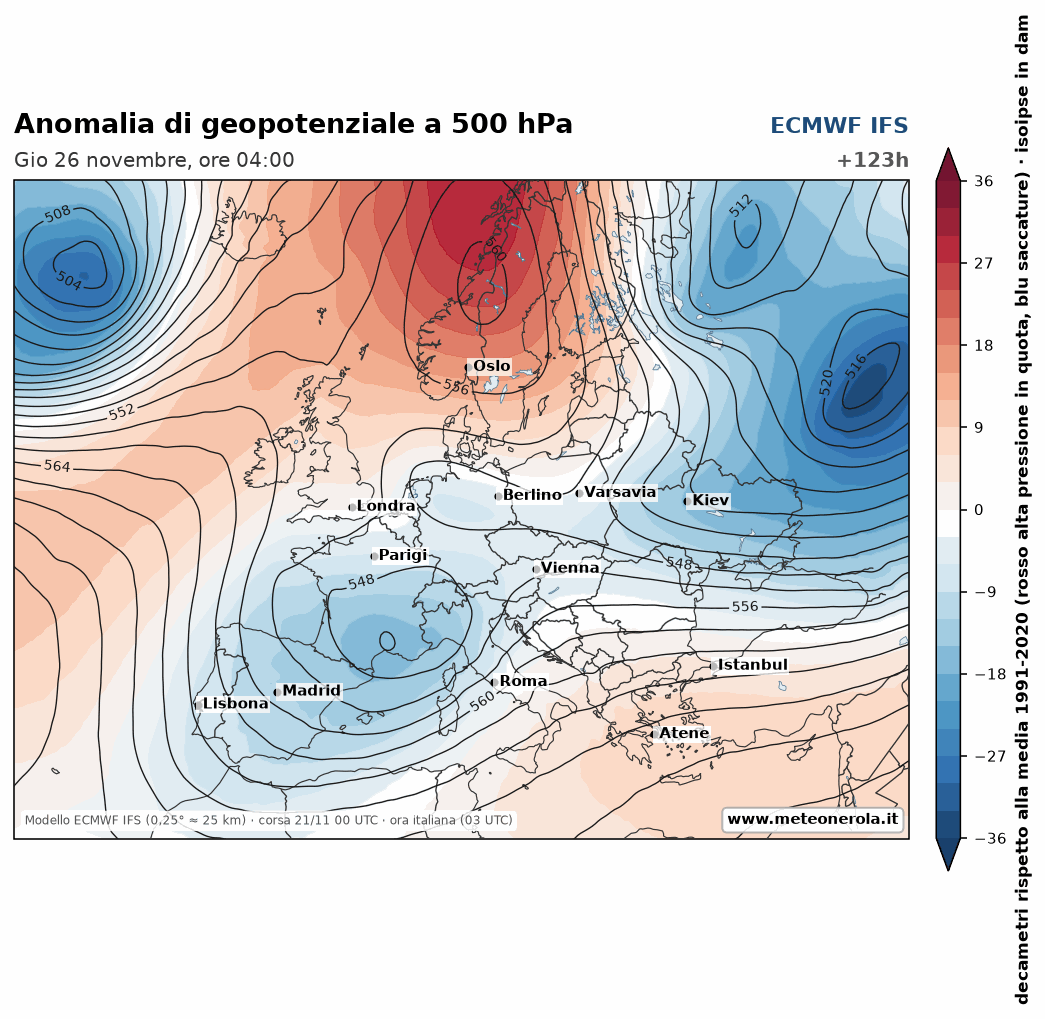 Anomalia di geopotenziale a 500 hPa
ECMWF IFS
Gio 26 novembre, ore 04:00
+123h
508
504
552
564
560
556
512
516
520
Oslo
Berlino
Varsavia
Kiev
Londra
Parigi
Vienna
548
548
556
Istanbul
Roma
Madrid
Lisbona
560
Atene
Modello ECMWF IFS (0,25° ≈ 25 km) · corsa 21/11 00 UTC · ora italiana (03 UTC)
www.meteonerola.it
36
27
18
9
0
−9
−18
−27
−36
decametri rispetto alla media 1991-2020 (rosso alta pressione in quota, blu saccature) · isoipse in dam